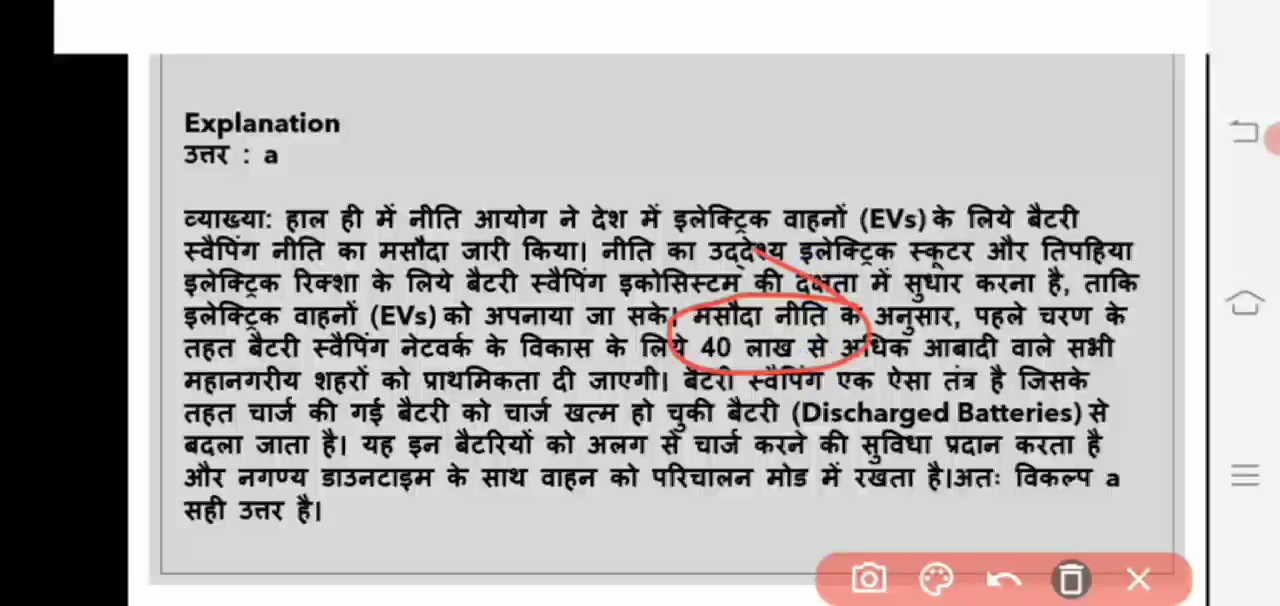 Explanation
उत्तर : a
व्याख्या: हाल ही में नीति आयोग ने देश में इलेक्ट्रिक वाहनों (EVs) के लिये बैटरी
स्वैपिंग नीति का मसौदा जारी किया। नीति का उद्देश्य इलेक्ट्रिक स्कूटर और तिपहिया
इलेक्ट्रिक रिक्शा के लिये बैटरी स्वैपिंग इकोसिस्टम की दक्षता में सुधार करना है, ताकि
इलेक्ट्रिक वाहनों (EVs) को अपनाया जा सके। मसौदा नीति के अनुसार, पहले चरण के
तहत बैटरी स्वैपिंग नेटवर्क के विकास के लिये 40 लाख से अधिक आबादी वाले सभी
महानगरीय शहरों को प्राथमिकता दी जाएगी। बैटरी स्वैपिंग एक ऐसा तंत्र है जिसके
तहत चार्ज की गई बैटरी को चार्ज खत्म हो चुकी बैटरी (Discharged Batteries) से
बदला जाता है। यह इन बैटरियों को अलग से चार्ज करने की सुविधा प्रदान करता है
और नगण्य डाउनटाइम के साथ वाहन को परिचालन मोड में रखता है।अतः विकल्प a
सही उत्तर है।